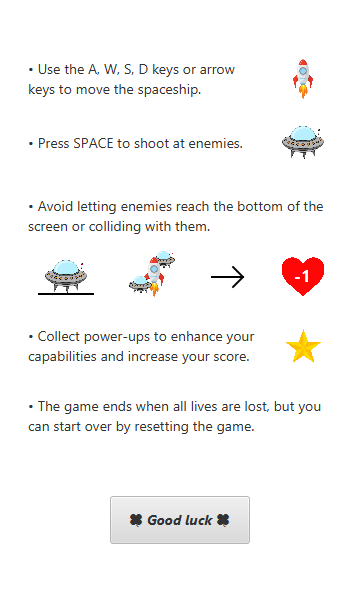 • Use the A, W, S, D keys or arrow
keys to move the spaceship.
• Press SPACE to shoot at enemies.
• Avoid letting enemies reach the bottom of the
screen or colliding with them.
-1
• Collect power-ups to enhance your
capabilities and increase your score.
• The game ends when all lives are lost, but you
can start over by resetting the game.
🍀 Good luck 🍀